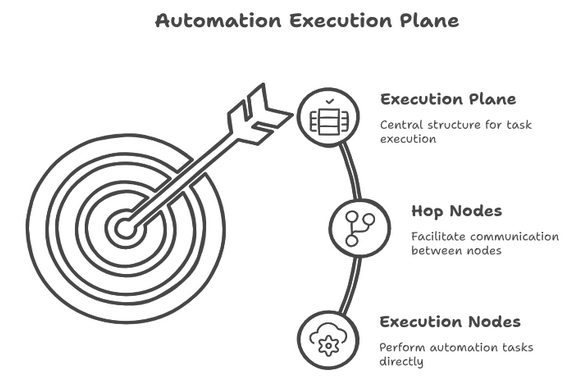 Automation Execution Plane
Execution Plane
Central structure for task
execution
Hop Nodes
Facilitate communication
between nodes
Execution Nodes
Perform automation tasks
directly